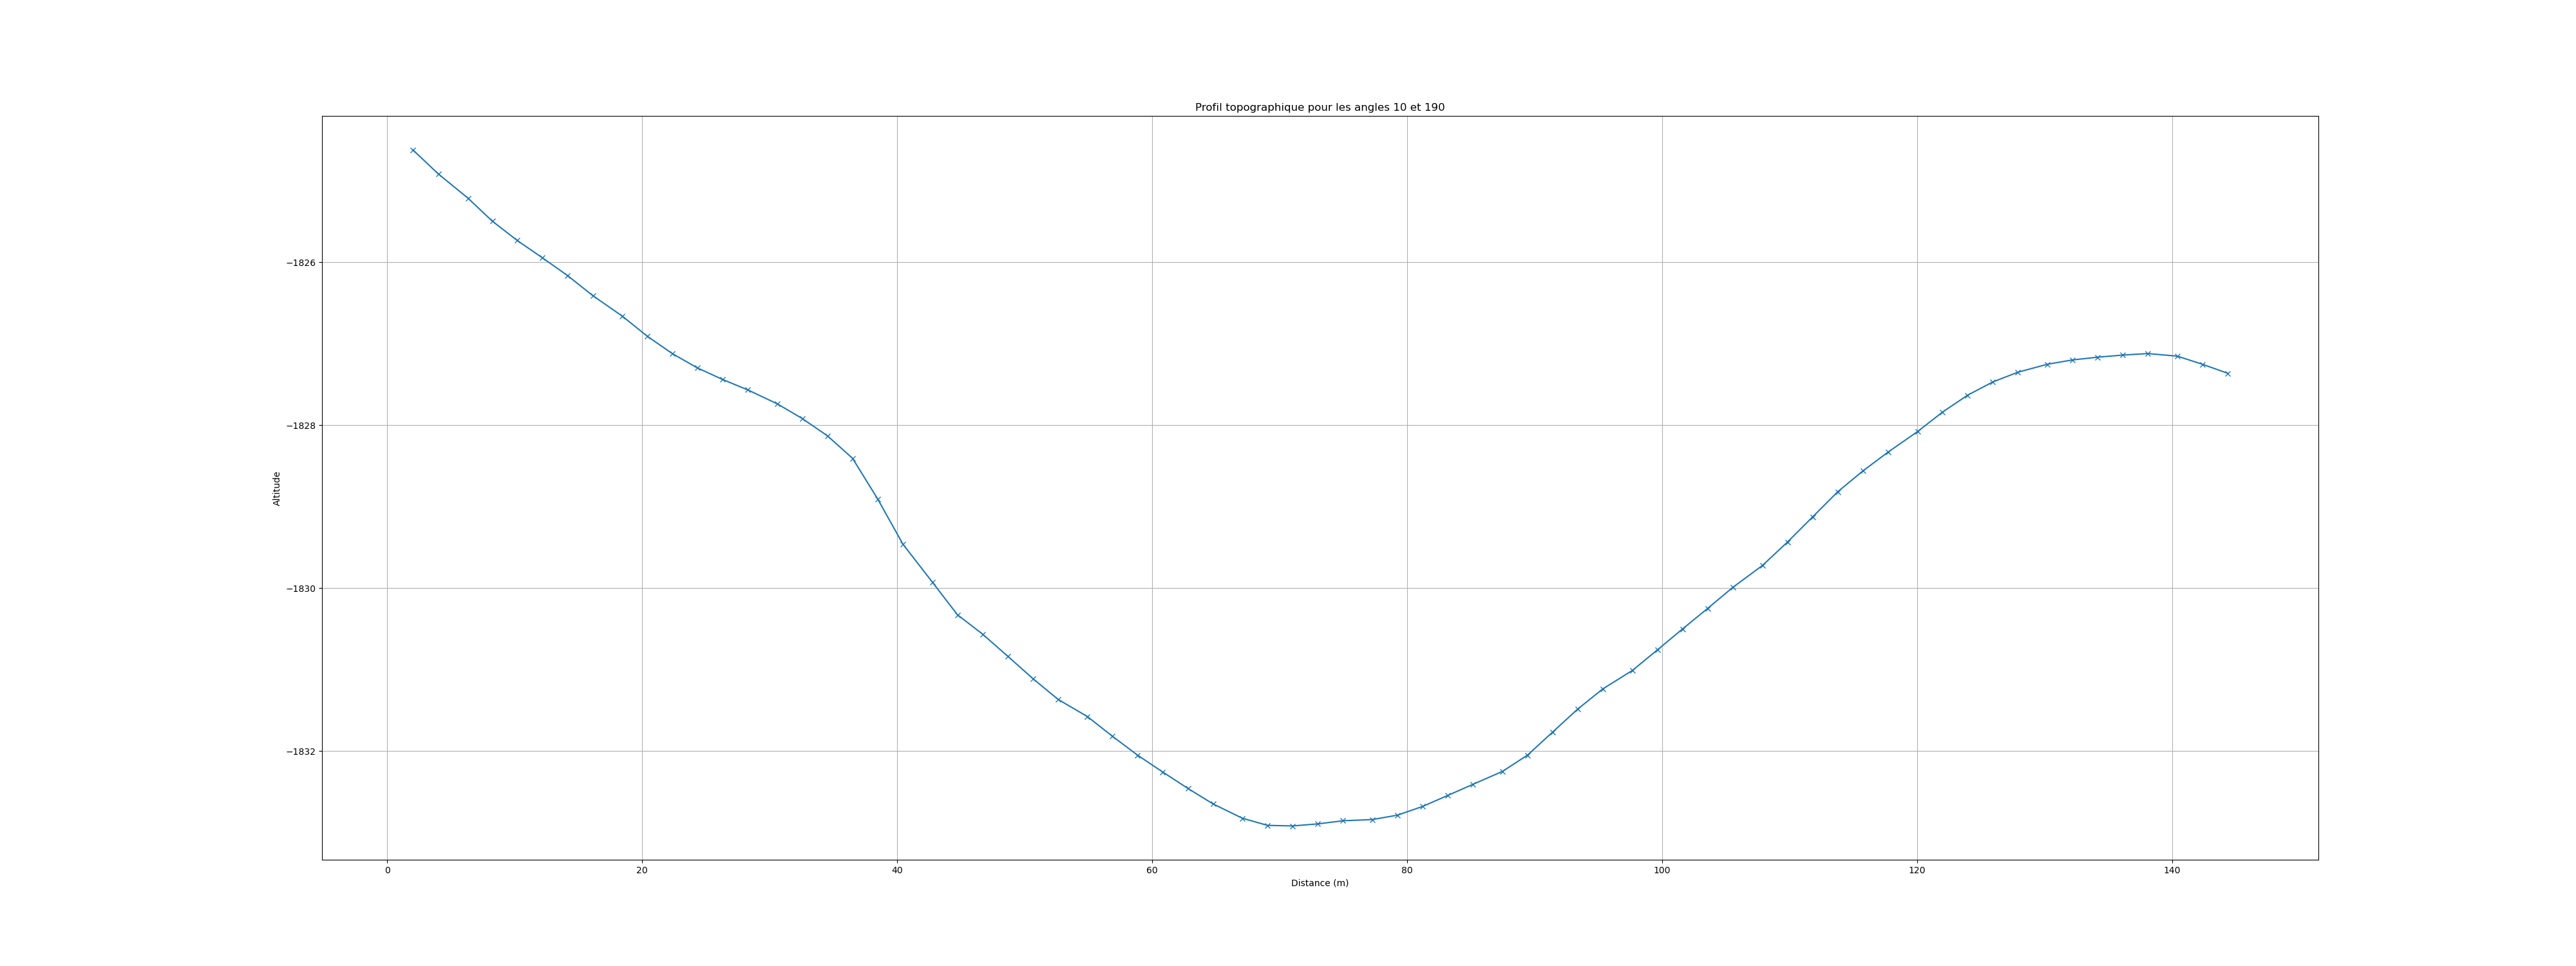 Profil topographique pour les angles 10 et 190
Altitude
−1826
−1828
−1830
−1832
0 20 40 60 80 100 120 140
Distance (m)